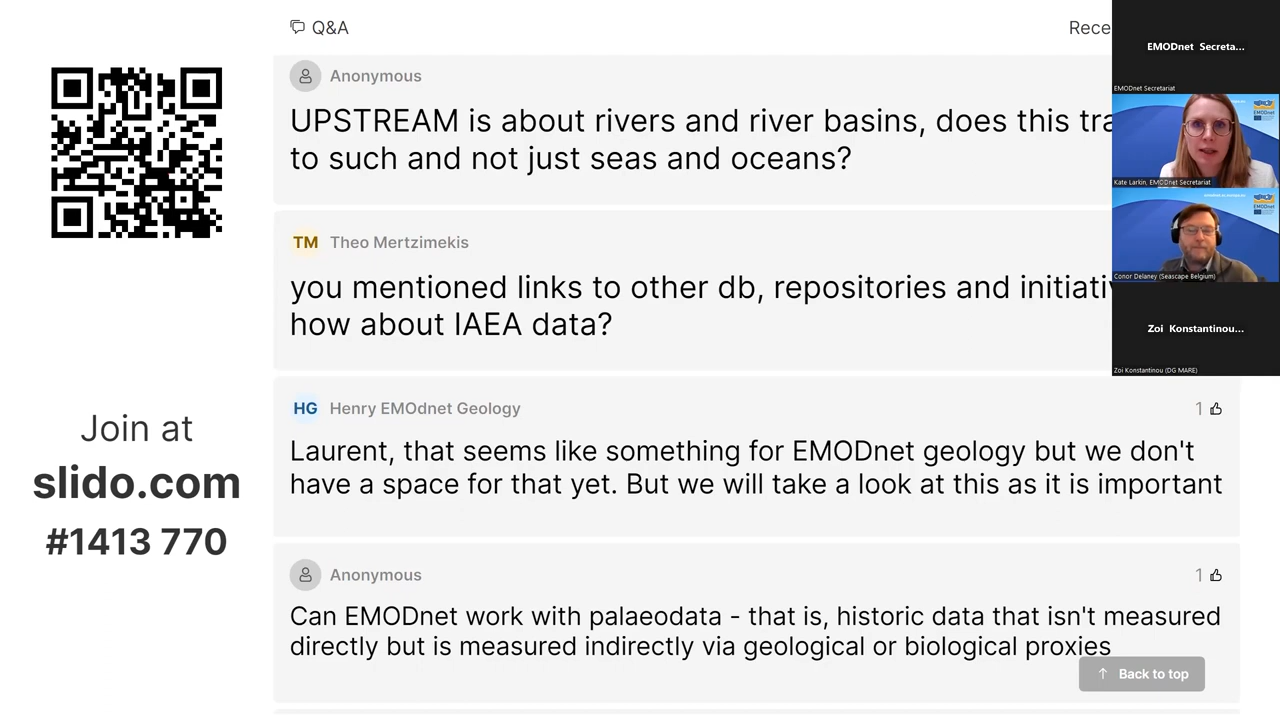 Q&A
Rece
Anonymous
UPSTREAM is about rivers and river basins, does this tra
to such and not just seas and oceans?
TM Theo Mertzimekis
you mentioned links to other db, repositories and initiativ
how about IAEA data?
HG Henry EMOdnet Geology
1
Laurent, that seems like something for EMODnet geology but we don't
have a space for that yet. But we will take a look at this as it is important
Anonymous
1
Can EMODnet work with palaeodata - that is, historic data that isn't measured
directly but is measured indirectly via geological or biological proxies
Back to top
Join at
slido.com
#1413 770
EMODnet Secreta...
EMODnet Secretariat
EMODnet
Kate Larkin, EMODnet Secretariat
EMODnet
Conor Delaney (Seascape Belgium)
Zoi Konstantinou...
Zoi Konstantinou (DG MARE)